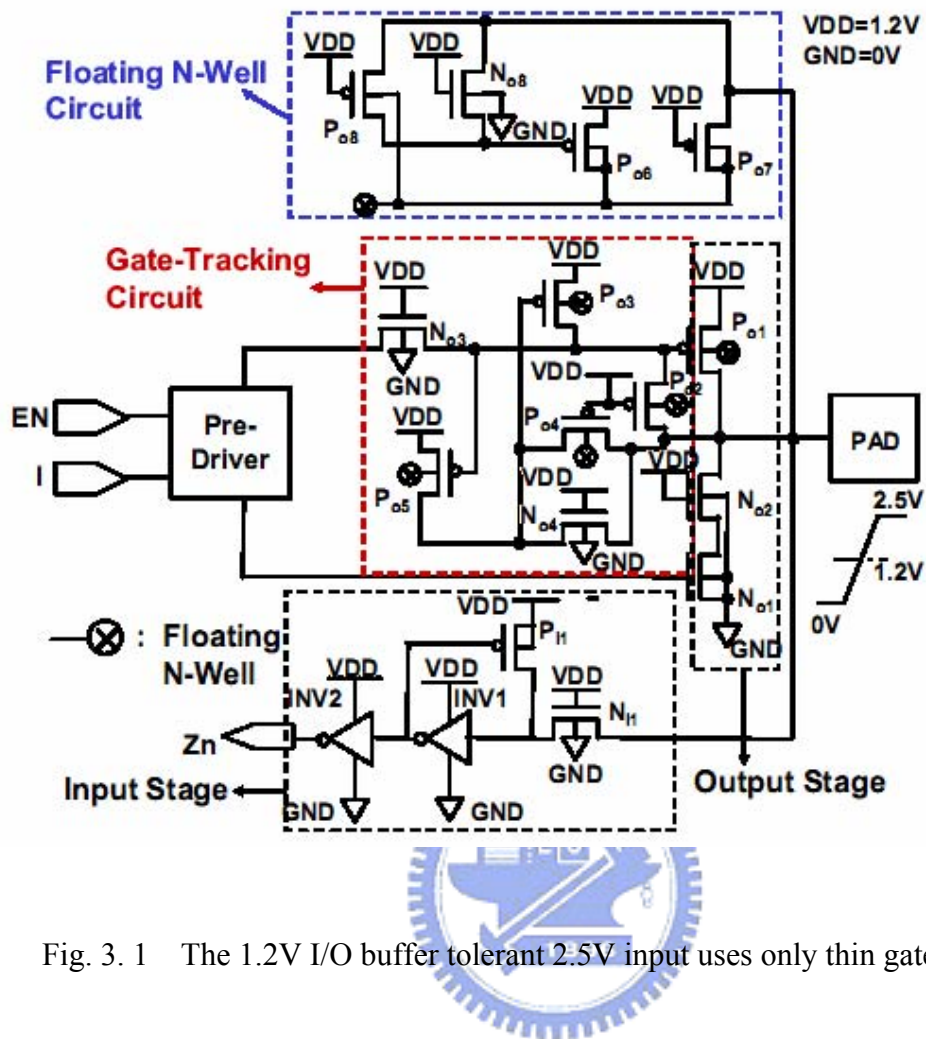 VDD=1.2V
GND=0V
Floating N-Well
Circuit
VDD
VDD
No8
VDD
VDD
Po8
GND
Po6
Po7
Gate-Tracking
Circuit
VDD
VDD
VDD
Po3
Po1
No3
GND
VDD
Po2
EN
I
Pre-
Driver
VDD
Po4
PAD
Po5
VDD
VDD
No4
No2
2.5V
1.2V
GND
No1
0V
GND
: Floating
N-Well
VDD
PI1
VDD
VDD
VDD
INV2
INV1
NI1
Zn
GND
Output Stage
Input Stage
GND
GND
Fig. 3. 1 The 1.2V I/O buffer tolerant 2.5V input uses only thin gate